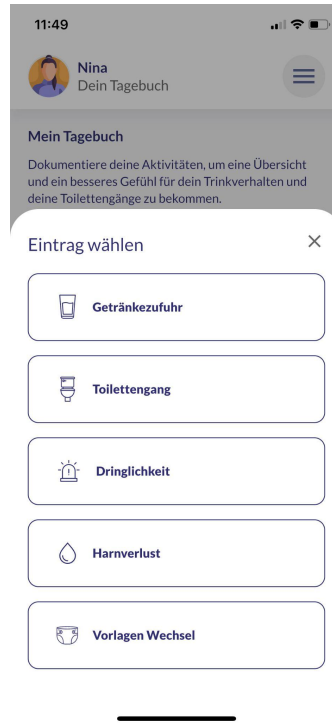 11:49
Nina
Dein Tagebuch
Mein Tagebuch
Dokumentiere deine Aktivitäten, um eine Übersicht
und ein besseres Gefühl für dein Trinkverhalten und
deine Toilettengänge zu bekommen.
Eintrag wählen
Getränkezufuhr
Toilettengang
Dringlichkeit
Harnverlust
Vorlagen Wechsel